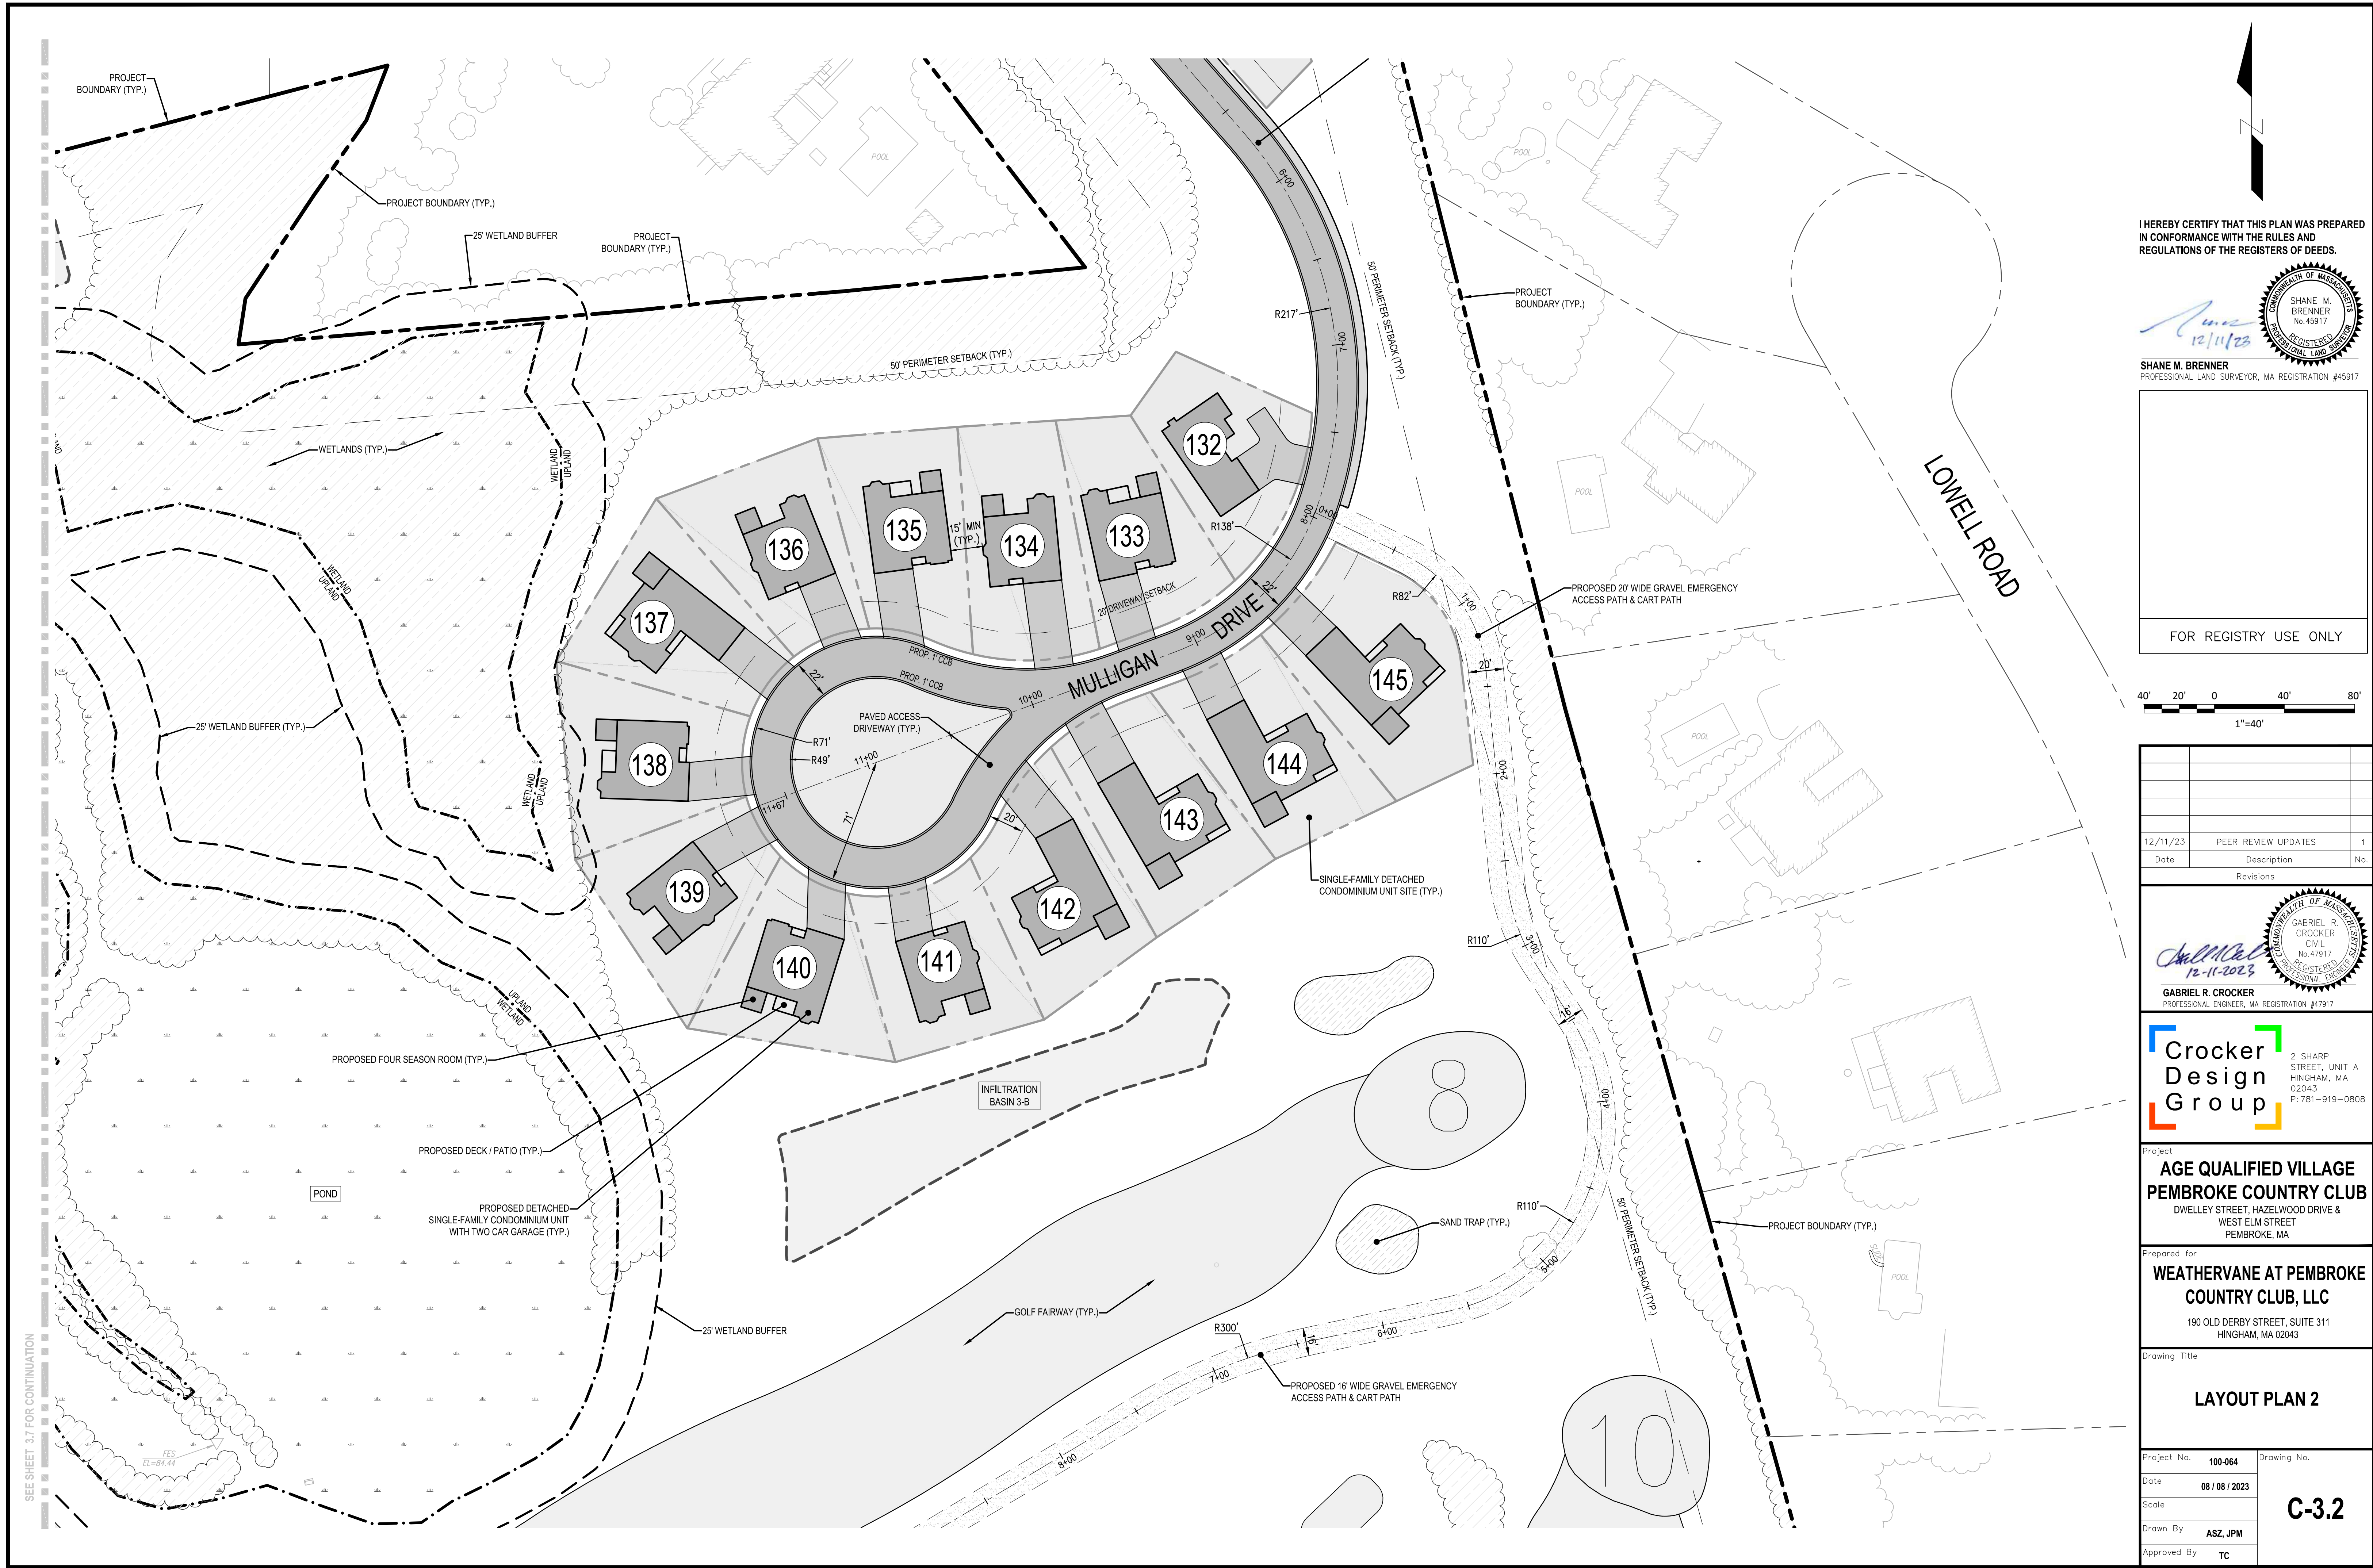 PROJECT
BOUNDARY (TYP.)
PROJECT BOUNDARY (TYP.)
25' WETLAND BUFFER
PROJECT
BOUNDARY (TYP.)
POOL
50' PERIMETER SETBACK (TYP.)
WETLANDS (TYP.)
WETLAND
UPLAND
WETLAND
UPLAND
25' WETLAND BUFFER (TYP.)
WETLAND
UPLAND
UPLAND
WETLAND
6+00
R217'
7+00
50' PERIMETER SETBACK (TYP.)
PROJECT
BOUNDARY (TYP.)
POOL
POOL
LOWELL ROAD
132
133
134
135
136
137
138
139
140
141
142
143
144
145
15' MIN
(TYP.)
R138'
8+00
0+00
20' DRIVEWAY SETBACK
22'
MULLIGAN DRIVE
9+00
10+00
PROP. 1' CCB
PROP. 1' CCB
22'
PAVED ACCESS
DRIVEWAY (TYP.)
R71'
R49'
11+00
11+67
71'
20'
R82'
1+00
PROPOSED 20' WIDE GRAVEL EMERGENCY
ACCESS PATH & CART PATH
20'
POOL
2+00
SINGLE-FAMILY DETACHED
CONDOMINIUM UNIT SITE (TYP.)
R110'
3+00
16'
4+00
PROPOSED FOUR SEASON ROOM (TYP.)
INFILTRATION
BASIN 3-B
8
PROPOSED DECK / PATIO (TYP.)
POND
PROPOSED DETACHED
SINGLE-FAMILY CONDOMINIUM UNIT
WITH TWO CAR GARAGE (TYP.)
R110'
SAND TRAP (TYP.)
PROJECT BOUNDARY (TYP.)
5+00
50' PERIMETER SETBACK (TYP.)
POOL
GOLF FAIRWAY (TYP.)
25' WETLAND BUFFER
R300'
16'
6+00
7+00
PROPOSED 16' WIDE GRAVEL EMERGENCY
ACCESS PATH & CART PATH
8+00
10
FES
EL=84.44
SEE SHEET 3.7 FOR CONTINUATION
I HEREBY CERTIFY THAT THIS PLAN WAS PREPARED
IN CONFORMANCE WITH THE RULES AND
REGULATIONS OF THE REGISTERS OF DEEDS.
COMMONWEALTH OF MASSACHUSETTS
SHANE M.
BRENNER
No.45917
REGISTERED
PROFESSIONAL LAND SURVEYOR
12/11/23
SHANE M. BRENNER
PROFESSIONAL LAND SURVEYOR, MA REGISTRATION #45917
FOR REGISTRY USE ONLY
40' 20' 0 40' 80'
1"=40'
12/11/23 PEER REVIEW UPDATES 1
Date Description No.
Revisions
COMMONWEALTH OF MASSACHUSETTS
GABRIEL R.
CROCKER
CIVIL
No.47917
REGISTERED
PROFESSIONAL ENGINEER
12-11-2023
GABRIEL R. CROCKER
PROFESSIONAL ENGINEER, MA REGISTRATION #47917
Crocker
Design
Group
2 SHARP
STREET, UNIT A
HINGHAM, MA
02043
P: 781-919-0808
Project
AGE QUALIFIED VILLAGE
PEMBROKE COUNTRY CLUB
DWELLEY STREET, HAZELWOOD DRIVE &
WEST ELM STREET
PEMBROKE, MA
Prepared for
WEATHERVANE AT PEMBROKE
COUNTRY CLUB, LLC
190 OLD DERBY STREET, SUITE 311
HINGHAM, MA 02043
Drawing Title
LAYOUT PLAN 2
Project No. 100-064
Date 08 / 08 / 2023
Scale
Drawn By ASZ, JPM
Approved By TC
Drawing No.
C-3.2